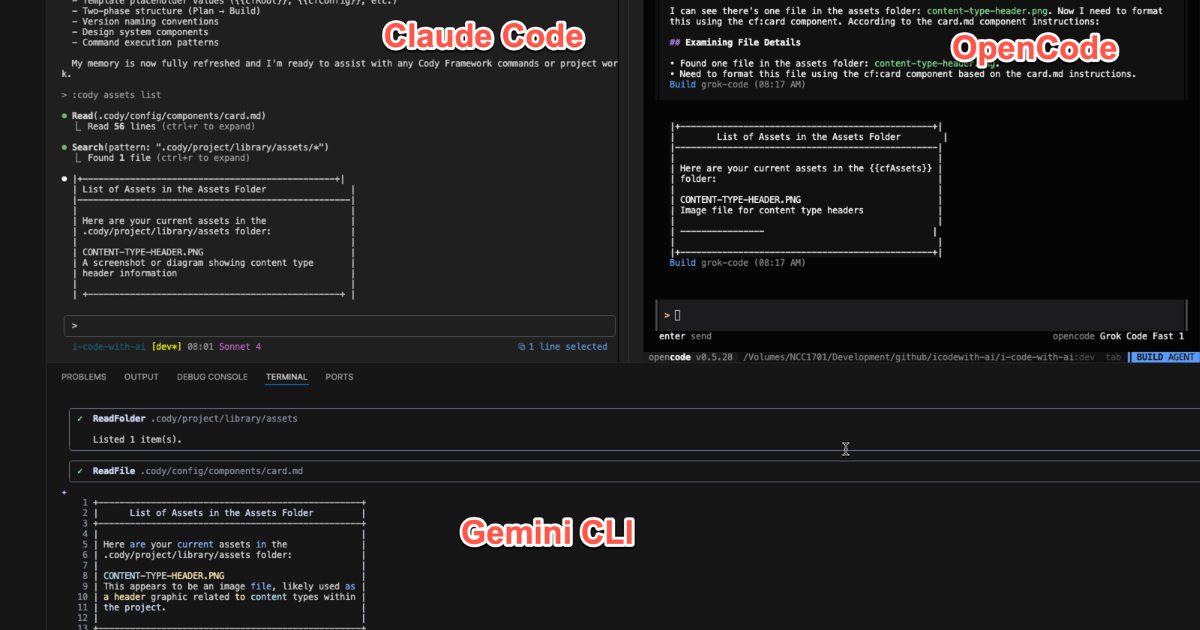 – Template placeholder values ({{cfRoot}}, {{cfConfig}}, etc.)
– Two-phase structure (Plan → Build)
– Version naming conventions
– Design system components
– Command execution patterns
My memory is now fully refreshed and I'm ready to assist with any Cody Framework commands or project wor
k.
> :cody assets list
Read(.cody/config/components/card.md)
Read 56 lines (ctrl+r to expand)
Search(pattern: ".cody/project/library/assets/*")
Found 1 file (ctrl+r to expand)
List of Assets in the Assets Folder
Here are your current assets in the
.cody/project/library/assets folder:
CONTENT-TYPE-HEADER.PNG
A screenshot or diagram showing content type
header information
>
i-code-with-ai [dev*] 08:01 Sonnet 4
1 line selected
Claude Code
I can see there's one file in the assets folder: content-type-header.png. Now I need to format
this using the cf:card component. According to the card.md component instructions:
## Examining File Details
• Found one file in the assets folder: content-type-header.png.
• Need to format this file using the cf:card component based on the card.md instructions.
Build grok-code (08:17 AM)
OpenCode
List of Assets in the Assets Folder
Here are your current assets in the {{cfAssets}}
folder:
CONTENT-TYPE-HEADER.PNG
Image file for content type headers
Build grok-code (08:17 AM)
>
enter send
opencode Grok Code Fast 1
opencode v0.5.28 /Volumes/NCC1701/Development/github/icodewith-ai/i-code-with-ai:dev tab BUILD AGENT
PROBLEMS OUTPUT DEBUG CONSOLE TERMINAL PORTS
✓ ReadFolder .cody/project/library/assets
Listed 1 item(s).
✓ ReadFile .cody/config/components/card.md
1
2 List of Assets in the Assets Folder
3
4
5 Here are your current assets in the
6 .cody/project/library/assets folder:
7
8 CONTENT-TYPE-HEADER.PNG
9 This appears to be an image file, likely used as
10 a header graphic related to content types within
11 the project.
12
13
Gemini CLI